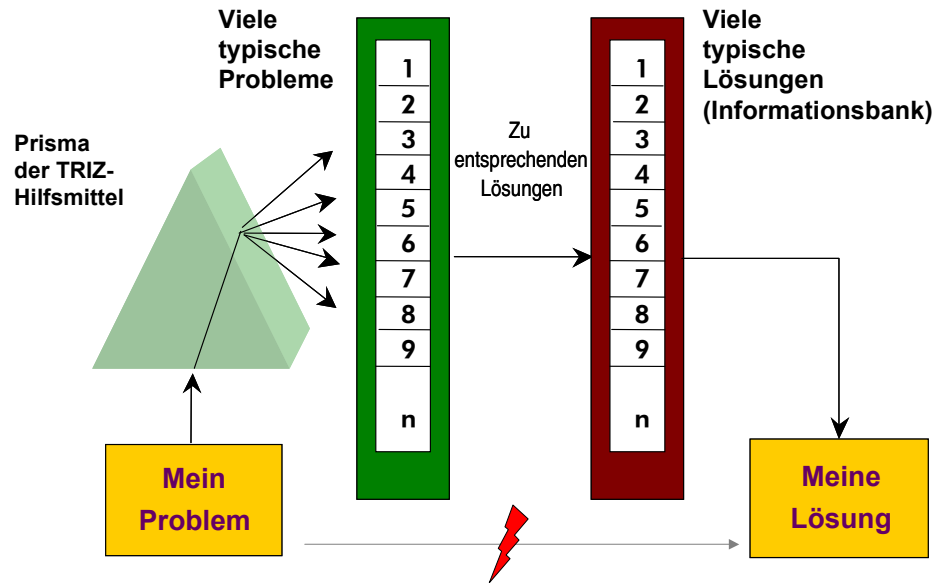 Viele
typische
Probleme
Viele
typische
Lösungen
(Informationsbank)
Prisma
der TRIZ-
Hilfsmittel
1
2
3
4
5
6
7
8
9
n
Zu
entsprechenden
Lösungen
1
2
3
4
5
6
7
8
9
n
Mein
Problem
Meine
Lösung